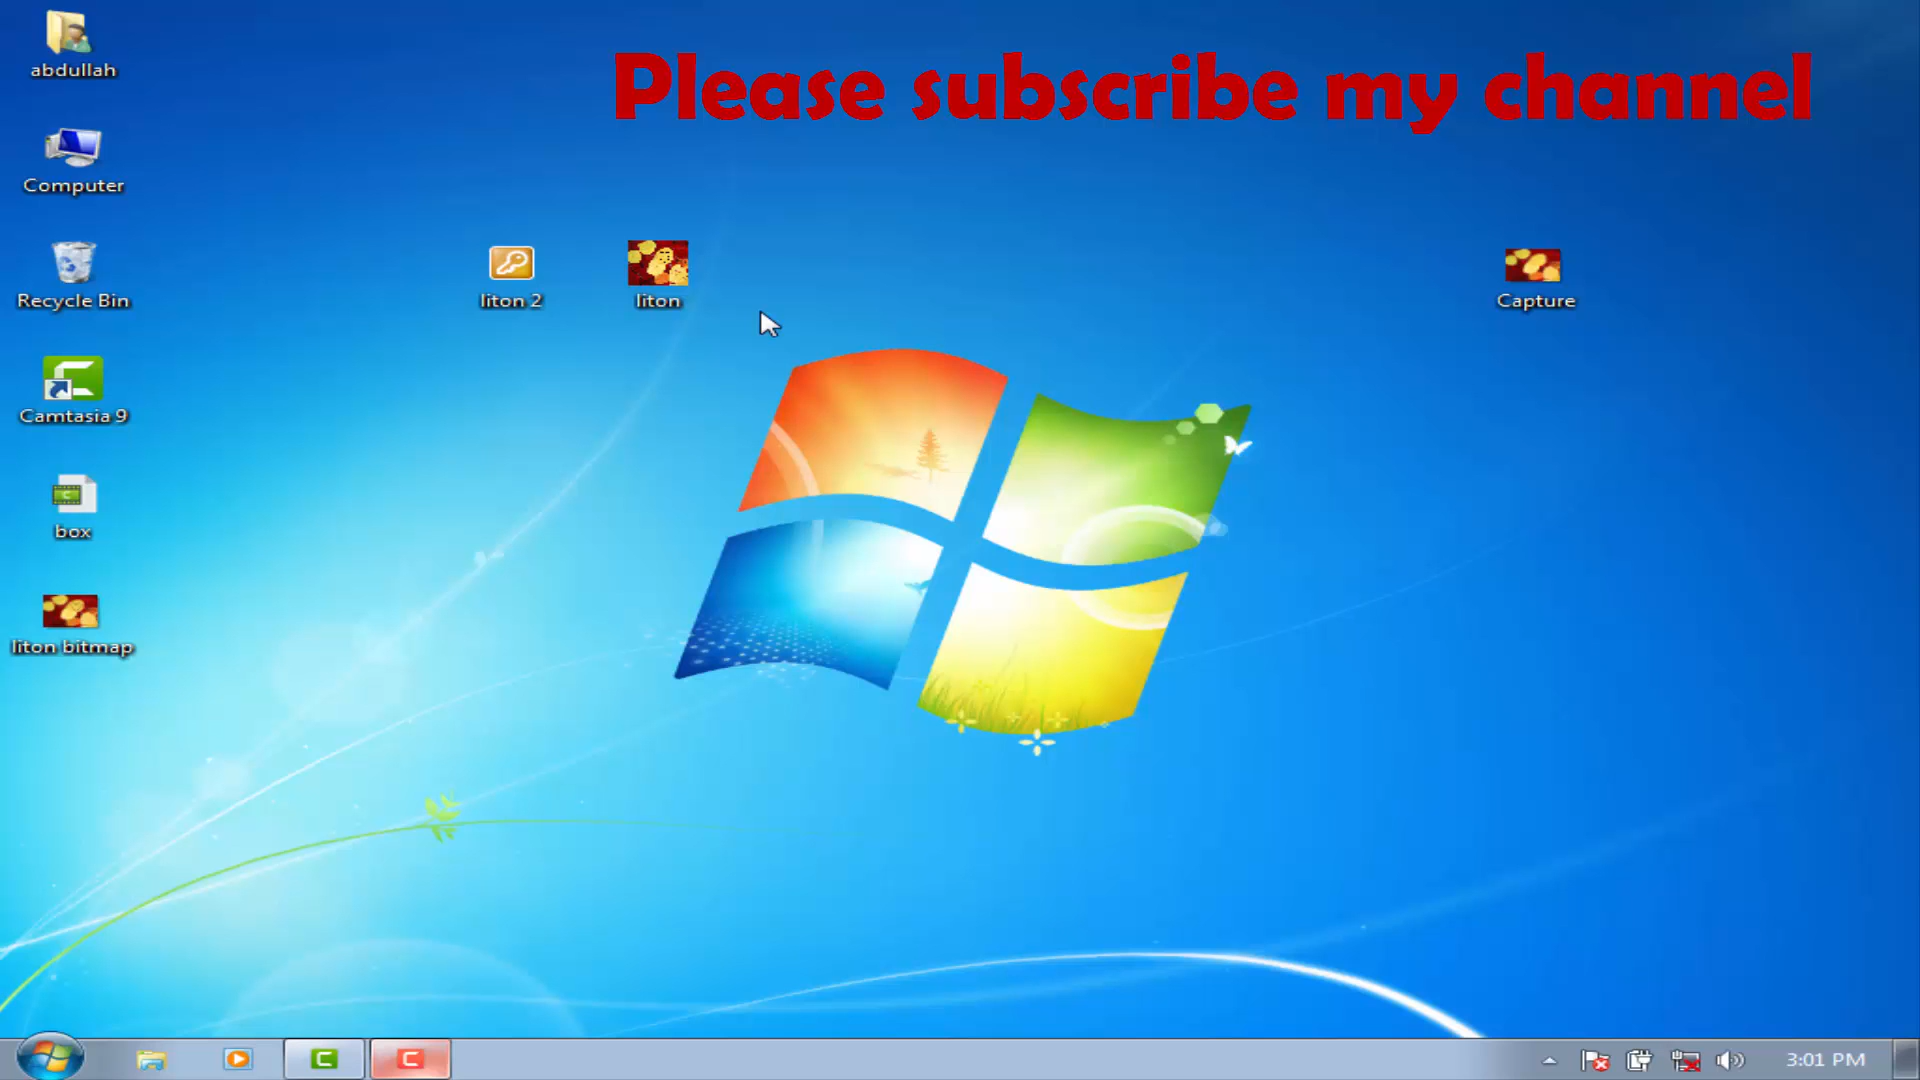 Please subscribe my channel
abdullah
Computer
Recycle Bin
liton 2
liton
Capture
Camtasia 9
box
liton bitmap
3:01 PM